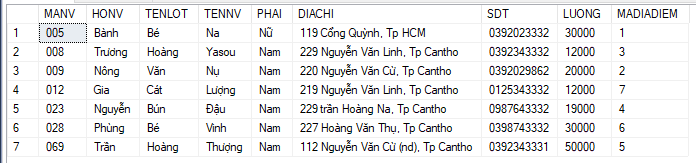 MANV HONV TENLOT TENNV PHAI DIACHI SDT LUONG MADIADIEM
1 005 Bành Bé Na Nữ 119 Cống Quỳnh, Tp HCM 0392023332 30000 1
2 008 Trương Hoàng Yasou Nam 229 Nguyễn Văn Linh, Tp Cantho 0392343332 12000 3
3 009 Nông Văn Nụ Nam 220 Nguyễn Văn Cừ, Tp Cantho 0392029862 20000 2
4 012 Gia Cát Lượng Nam 219 Nguyễn Văn Linh, Tp Cantho 0125343332 12000 7
5 023 Nguyễn Bún Đậu Nam 229 trần Hoàng Na, Tp Cantho 0987643332 19000 4
6 028 Phùng Bé Vinh Nam 227 Hoàng Văn Thụ, Tp Cantho 0398743332 30000 6
7 069 Trần Hoàng Thượng Nam 112 Nguyễn Văn Cừ (nd), Tp Cantho 0392343331 50000 5